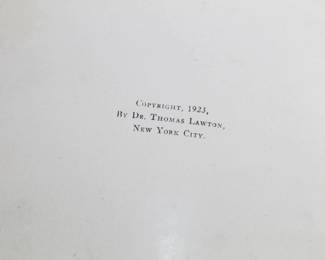 Copyright, 1923,
By Dr. Thomas Lawton,
New York City.